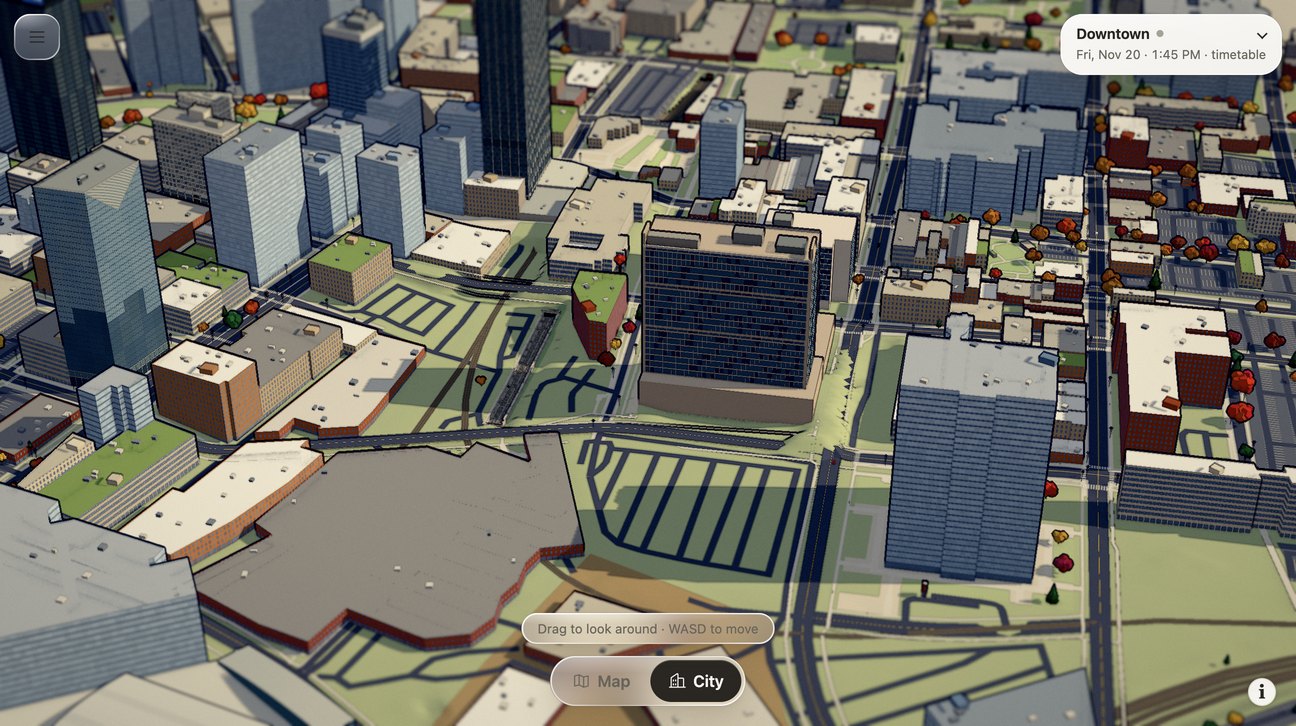 Downtown
Fri, Nov 20 · 1:45 PM · timetable
Drag to look around · WASD to move
Map
City
i